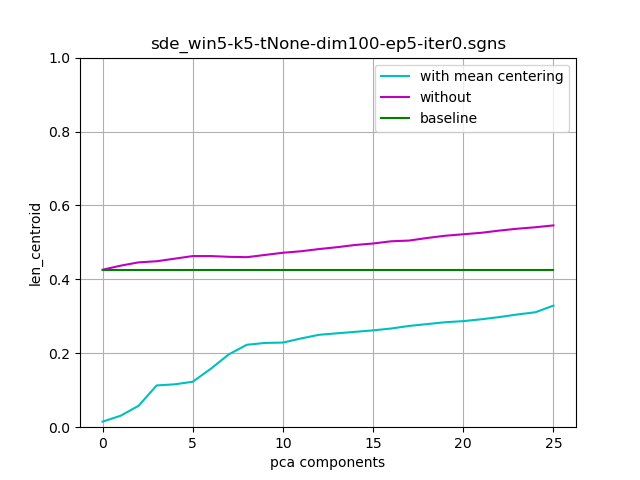 sde_win5-k5-tNone-dim100-ep5-iter0.sgns
with mean centering
without
baseline
1.0
0.8
0.6
0.4
0.2
0.0
len_centroid
0 5 10 15 20 25
pca components